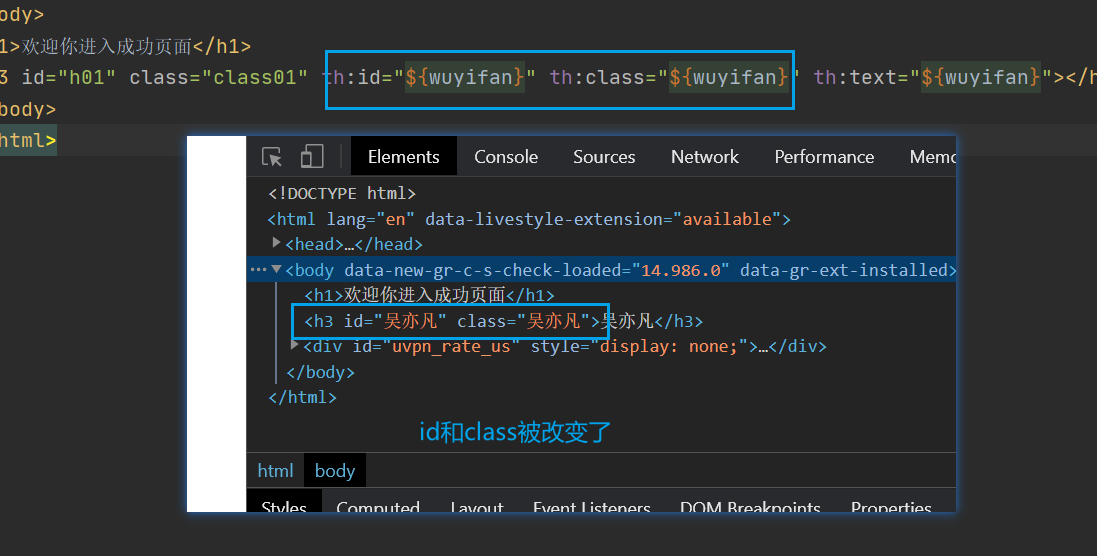 ody>
1>欢迎你进入成功页面</h1>
3 id="h01" class="class01" th:id="${wuyifan}" th:class="${wuyifan}" th:text="${wuyifan}"></h
body>
html>
Elements Console Sources Network Performance Memo
<!DOCTYPE html>
<html lang="en" data-livestyle-extension="available">
<head>…</head>
<body data-new-gr-c-s-check-loaded="14.986.0" data-gr-ext-installed>
<h1>欢迎你进入成功页面</h1>
<h3 id="吴亦凡" class="吴亦凡">吴亦凡</h3>
<div id="uvpn_rate_us" style="display: none;">…</div>
</body>
</html>
id和class被改变了
html body
Styles Computed Layout Event Listeners DOM Breakpoints Properties